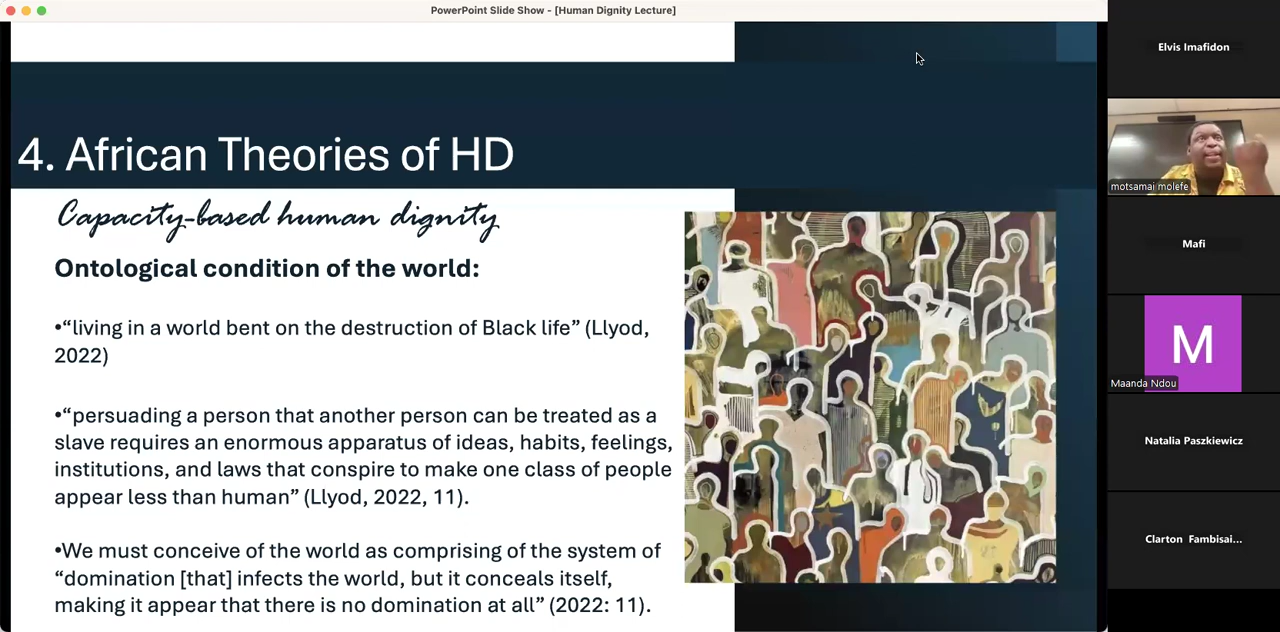 PowerPoint Slide Show - [Human Dignity Lecture]
4. African Theories of HD
Capacity-based human dignity
Ontological condition of the world:
•“living in a world bent on the destruction of Black life” (Llyod,
2022)
•“persuading a person that another person can be treated as a
slave requires an enormous apparatus of ideas, habits, feelings,
institutions, and laws that conspire to make one class of people
appear less than human” (Llyod, 2022, 11).
•We must conceive of the world as comprising of the system of
“domination [that] infects the world, but it conceals itself,
making it appear that there is no domination at all” (2022: 11).
Elvis Imafidon
motsamai molefe
Mafi
M
Maanda Ndou
Natalia Paszkiewicz
Clarton Fambisai...